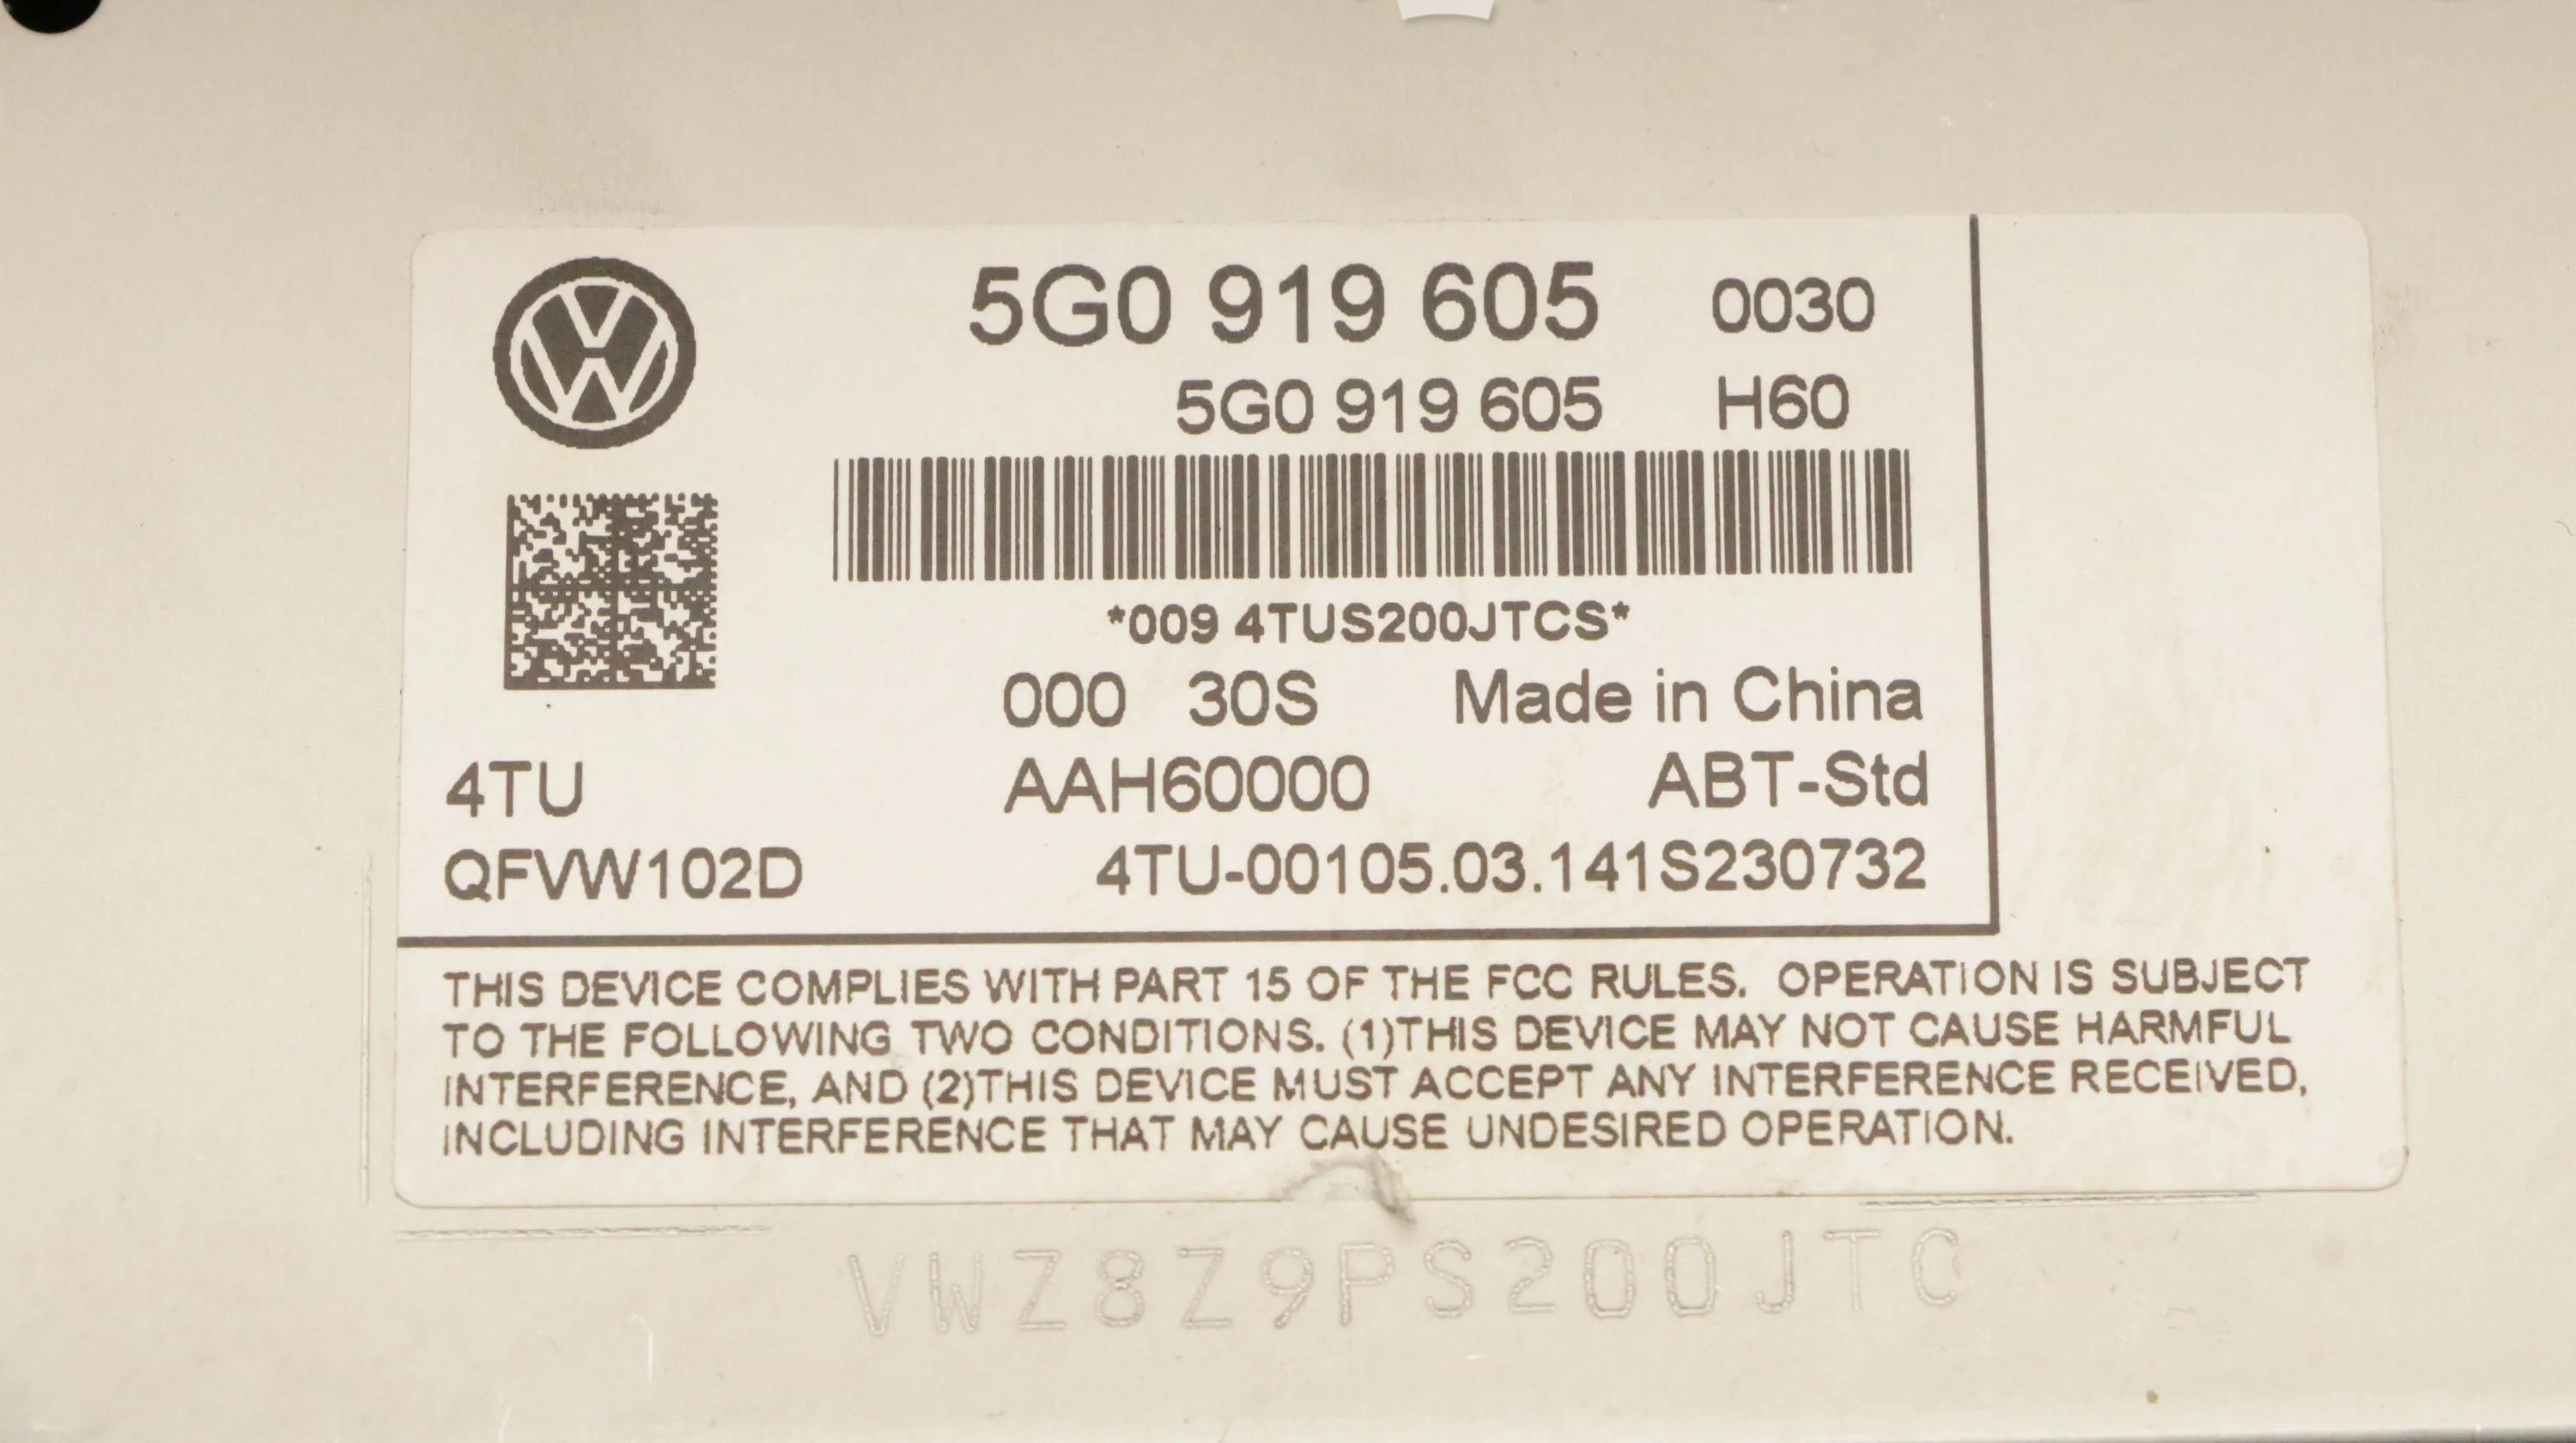 5G0 919 605 0030
5G0 919 605 H60
*009 4TUS200JTCS*
000 30S Made in China
4TU AAH60000 ABT-Std
QFVW102D 4TU-00105.03.141S230732
THIS DEVICE COMPLIES WITH PART 15 OF THE FCC RULES. OPERATION IS SUBJECT
TO THE FOLLOWING TWO CONDITIONS. (1)THIS DEVICE MAY NOT CAUSE HARMFUL
INTERFERENCE, AND (2)THIS DEVICE MUST ACCEPT ANY INTERFERENCE RECEIVED,
INCLUDING INTERFERENCE THAT MAY CAUSE UNDESIRED OPERATION.
VWZ8Z9PS200JTC